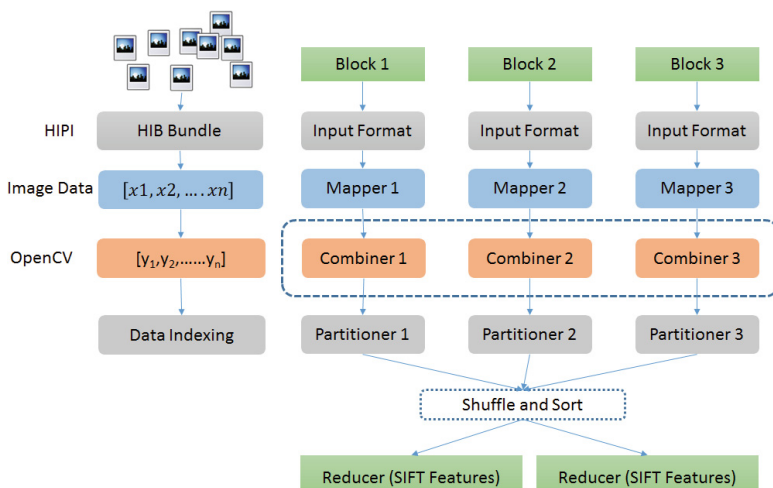 Block 1 Block 2 Block 3
HIPI HIB Bundle Input Format Input Format Input Format
Image Data [x1, x2, ... . xn] Mapper 1 Mapper 2 Mapper 3
OpenCV [y₁,y₂,......yₙ] Combiner 1 Combiner 2 Combiner 3
Data Indexing Partitioner 1 Partitioner 2 Partitioner 3
Shuffle and Sort
Reducer (SIFT Features) Reducer (SIFT Features)